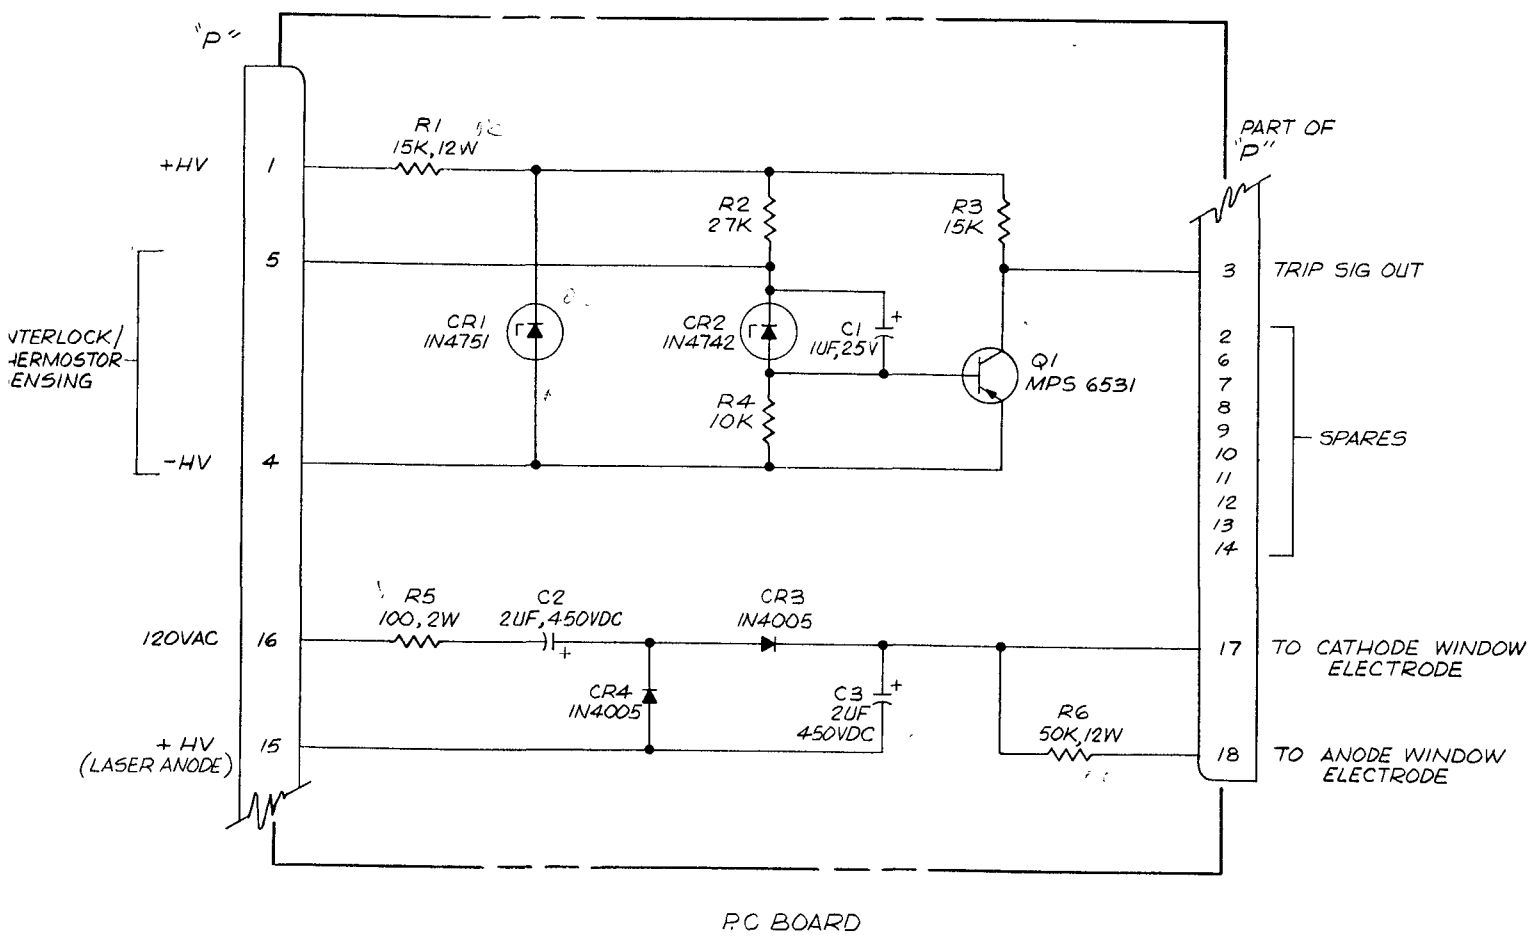 "P"
PART OF
"P"
R1
15K, 12W
+HV
1
R2
27K
R3
15K
5
3
TRIP SIG OUT
CR1
IN4751
CR2
IN4742
C1
+
1UF, 25V
Q1
MPS 6531
NTERLOCK/
HERMOSTOR
ENSING
R4
10K
-HV
4
2
6
7
8
9
10
11
12
13
14
SPARES
R5
100, 2W
C2
2UF, 450VDC
+
CR3
IN4005
120VAC
16
17
TO CATHODE WINDOW
ELECTRODE
CR4
IN4005
C3
+
2UF
450VDC
R6
50K, 12W
+ HV
(LASER ANODE)
15
18
TO ANODE WINDOW
ELECTRODE
P.C BOARD